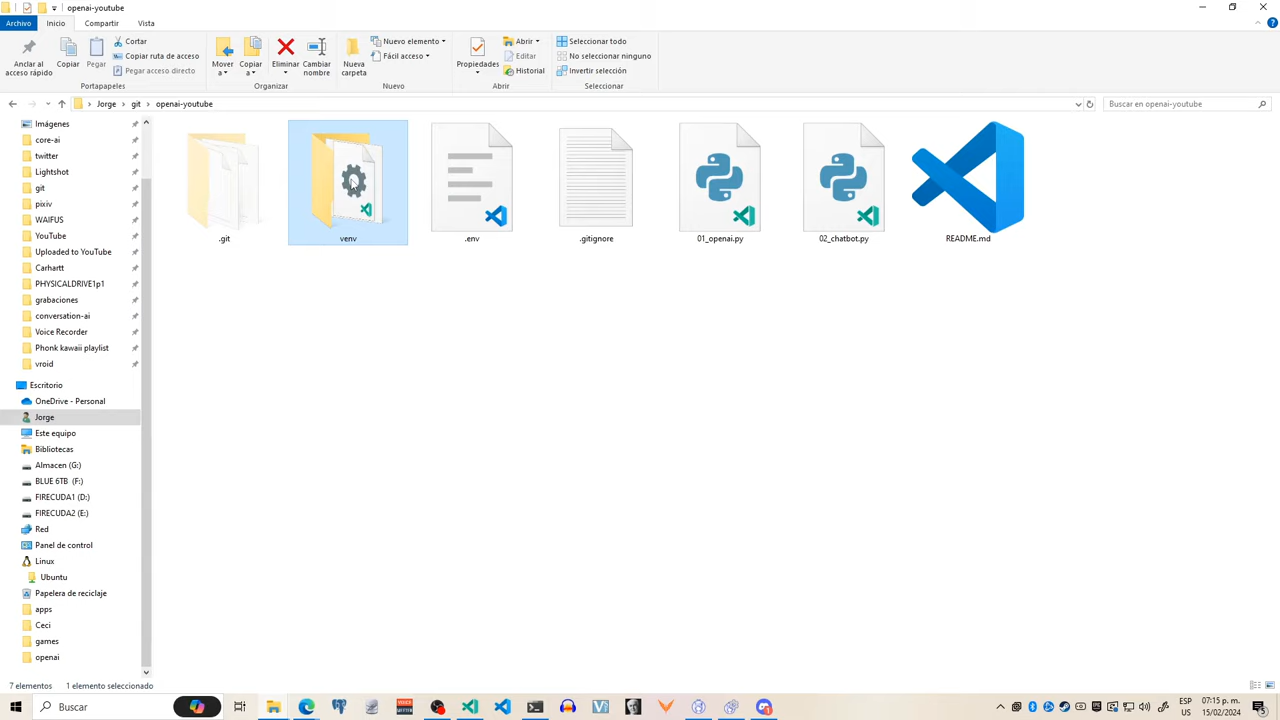 openai-youtube
Archivo
Inicio
Compartir
Vista
Anclar al
acceso rápido
Copiar
Pegar
Cortar
Copiar ruta de acceso
Pegar acceso directo
Portapapeles
Mover
a
Copiar
a
Eliminar
Cambiar
nombre
Organizar
Nueva
carpeta
Nuevo elemento
Fácil acceso
Nuevo
Propiedades
Abrir
Editar
Historial
Abrir
Seleccionar todo
No seleccionar ninguno
Invertir selección
Seleccionar
Jorge
git
openai-youtube
Buscar en openai-youtube
Imágenes
core-ai
twitter
Lightshot
git
pixiv
WAIFUS
YouTube
Uploaded to YouTube
Carhartt
PHYSICALDRIVE1p1
grabaciones
conversation-ai
Voice Recorder
Phonk kawaii playlist
vroid
Escritorio
OneDrive - Personal
Jorge
Este equipo
Bibliotecas
Almacen (G:)
BLUE 6TB (F:)
FIRECUDA1 (D:)
FIRECUDA2 (E:)
Red
Panel de control
Linux
Ubuntu
Papelera de reciclaje
apps
Ceci
games
openai
.git
venv
.env
.gitignore
01_openai.py
02_chatbot.py
README.md
7 elementos
1 elemento seleccionado
Buscar
ESP
US
07:15 p. m.
15/02/2024